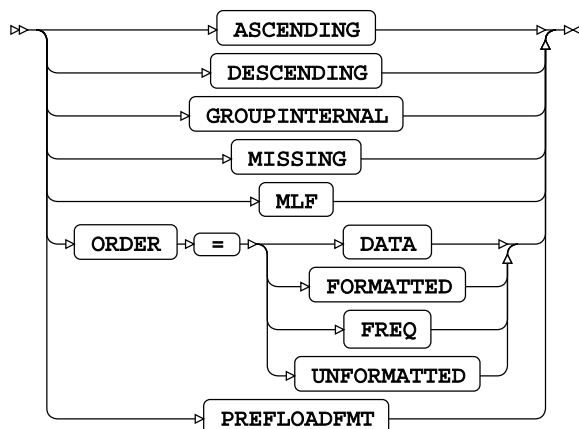 ASCENDING
DESCENDING
GROUPINTERNAL
MISSING
MLF
ORDER = DATA
FORMATTED
FREQ
UNFORMATTED
PREFLOADFMT